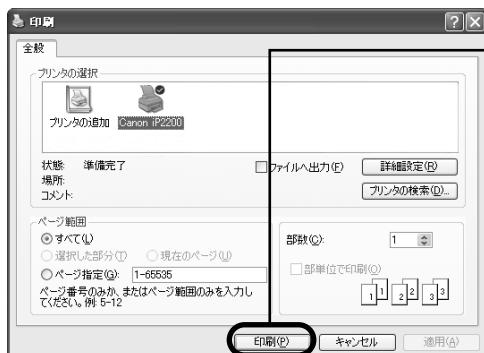 印刷
全般
プリンタの選択
プリンタの追加
Canon iP2200
状態: 準備完了
場所:
コメント:
ファイルへ出力(F)
詳細設定(R)
プリンタの検索(D)...
ページ範囲
すべて(L)
選択した部分(T)
現在のページ(U)
ページ指定(G): 1-65535
ページ番号のみか、またはページ範囲のみを入力し
てください。例: 5-12
部数(C): 1
部単位で印刷(O)
1 1 2 2 3 3
印刷(P)
キャンセル
適用(A)